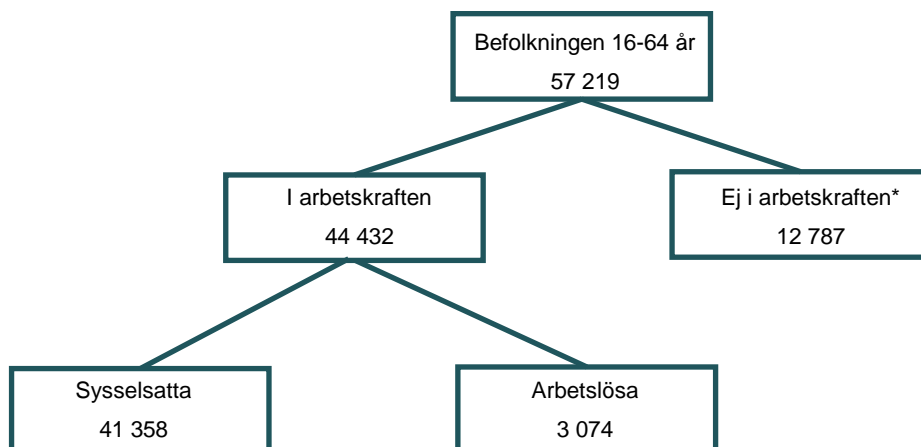 Befolkningen 16-64 år
57 219
I arbetskraften
44 432
Ej i arbetskraften*
12 787
Sysselsatta
41 358
Arbetslösa
3 074